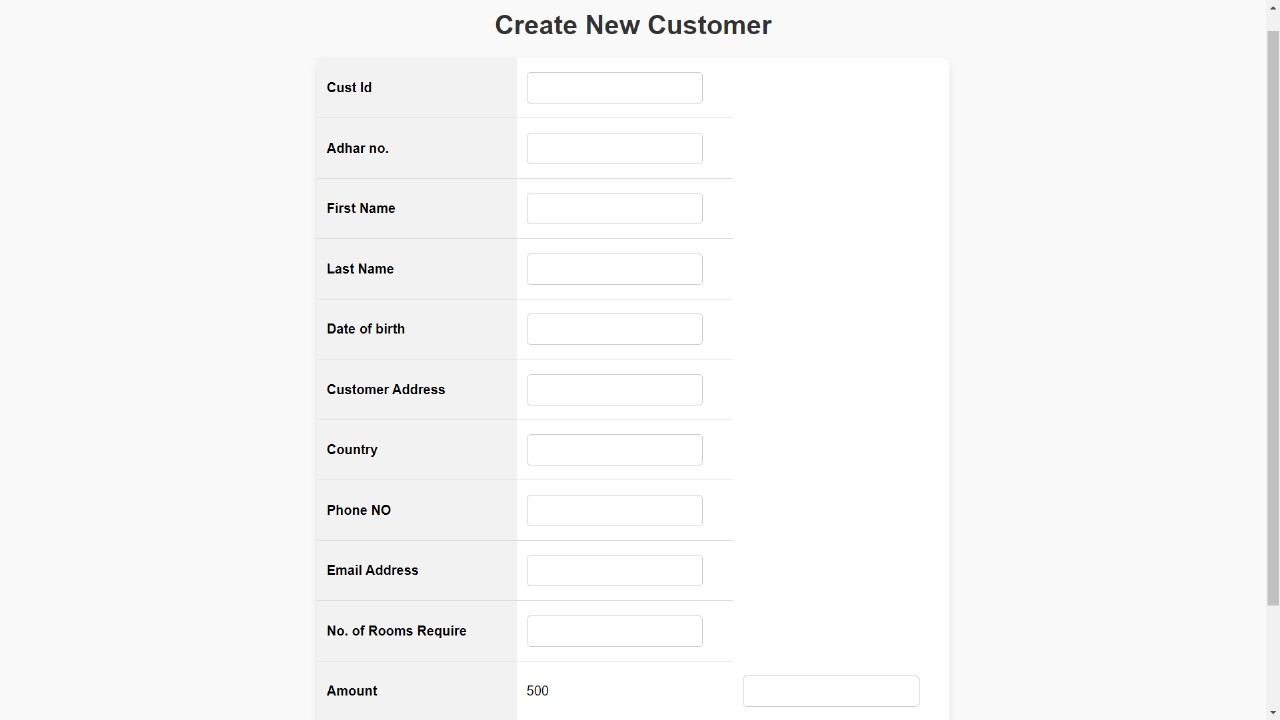 Create New Customer
Cust Id
Adhar no.
First Name
Last Name
Date of birth
Customer Address
Country
Phone NO
Email Address
No. of Rooms Require
Amount 500